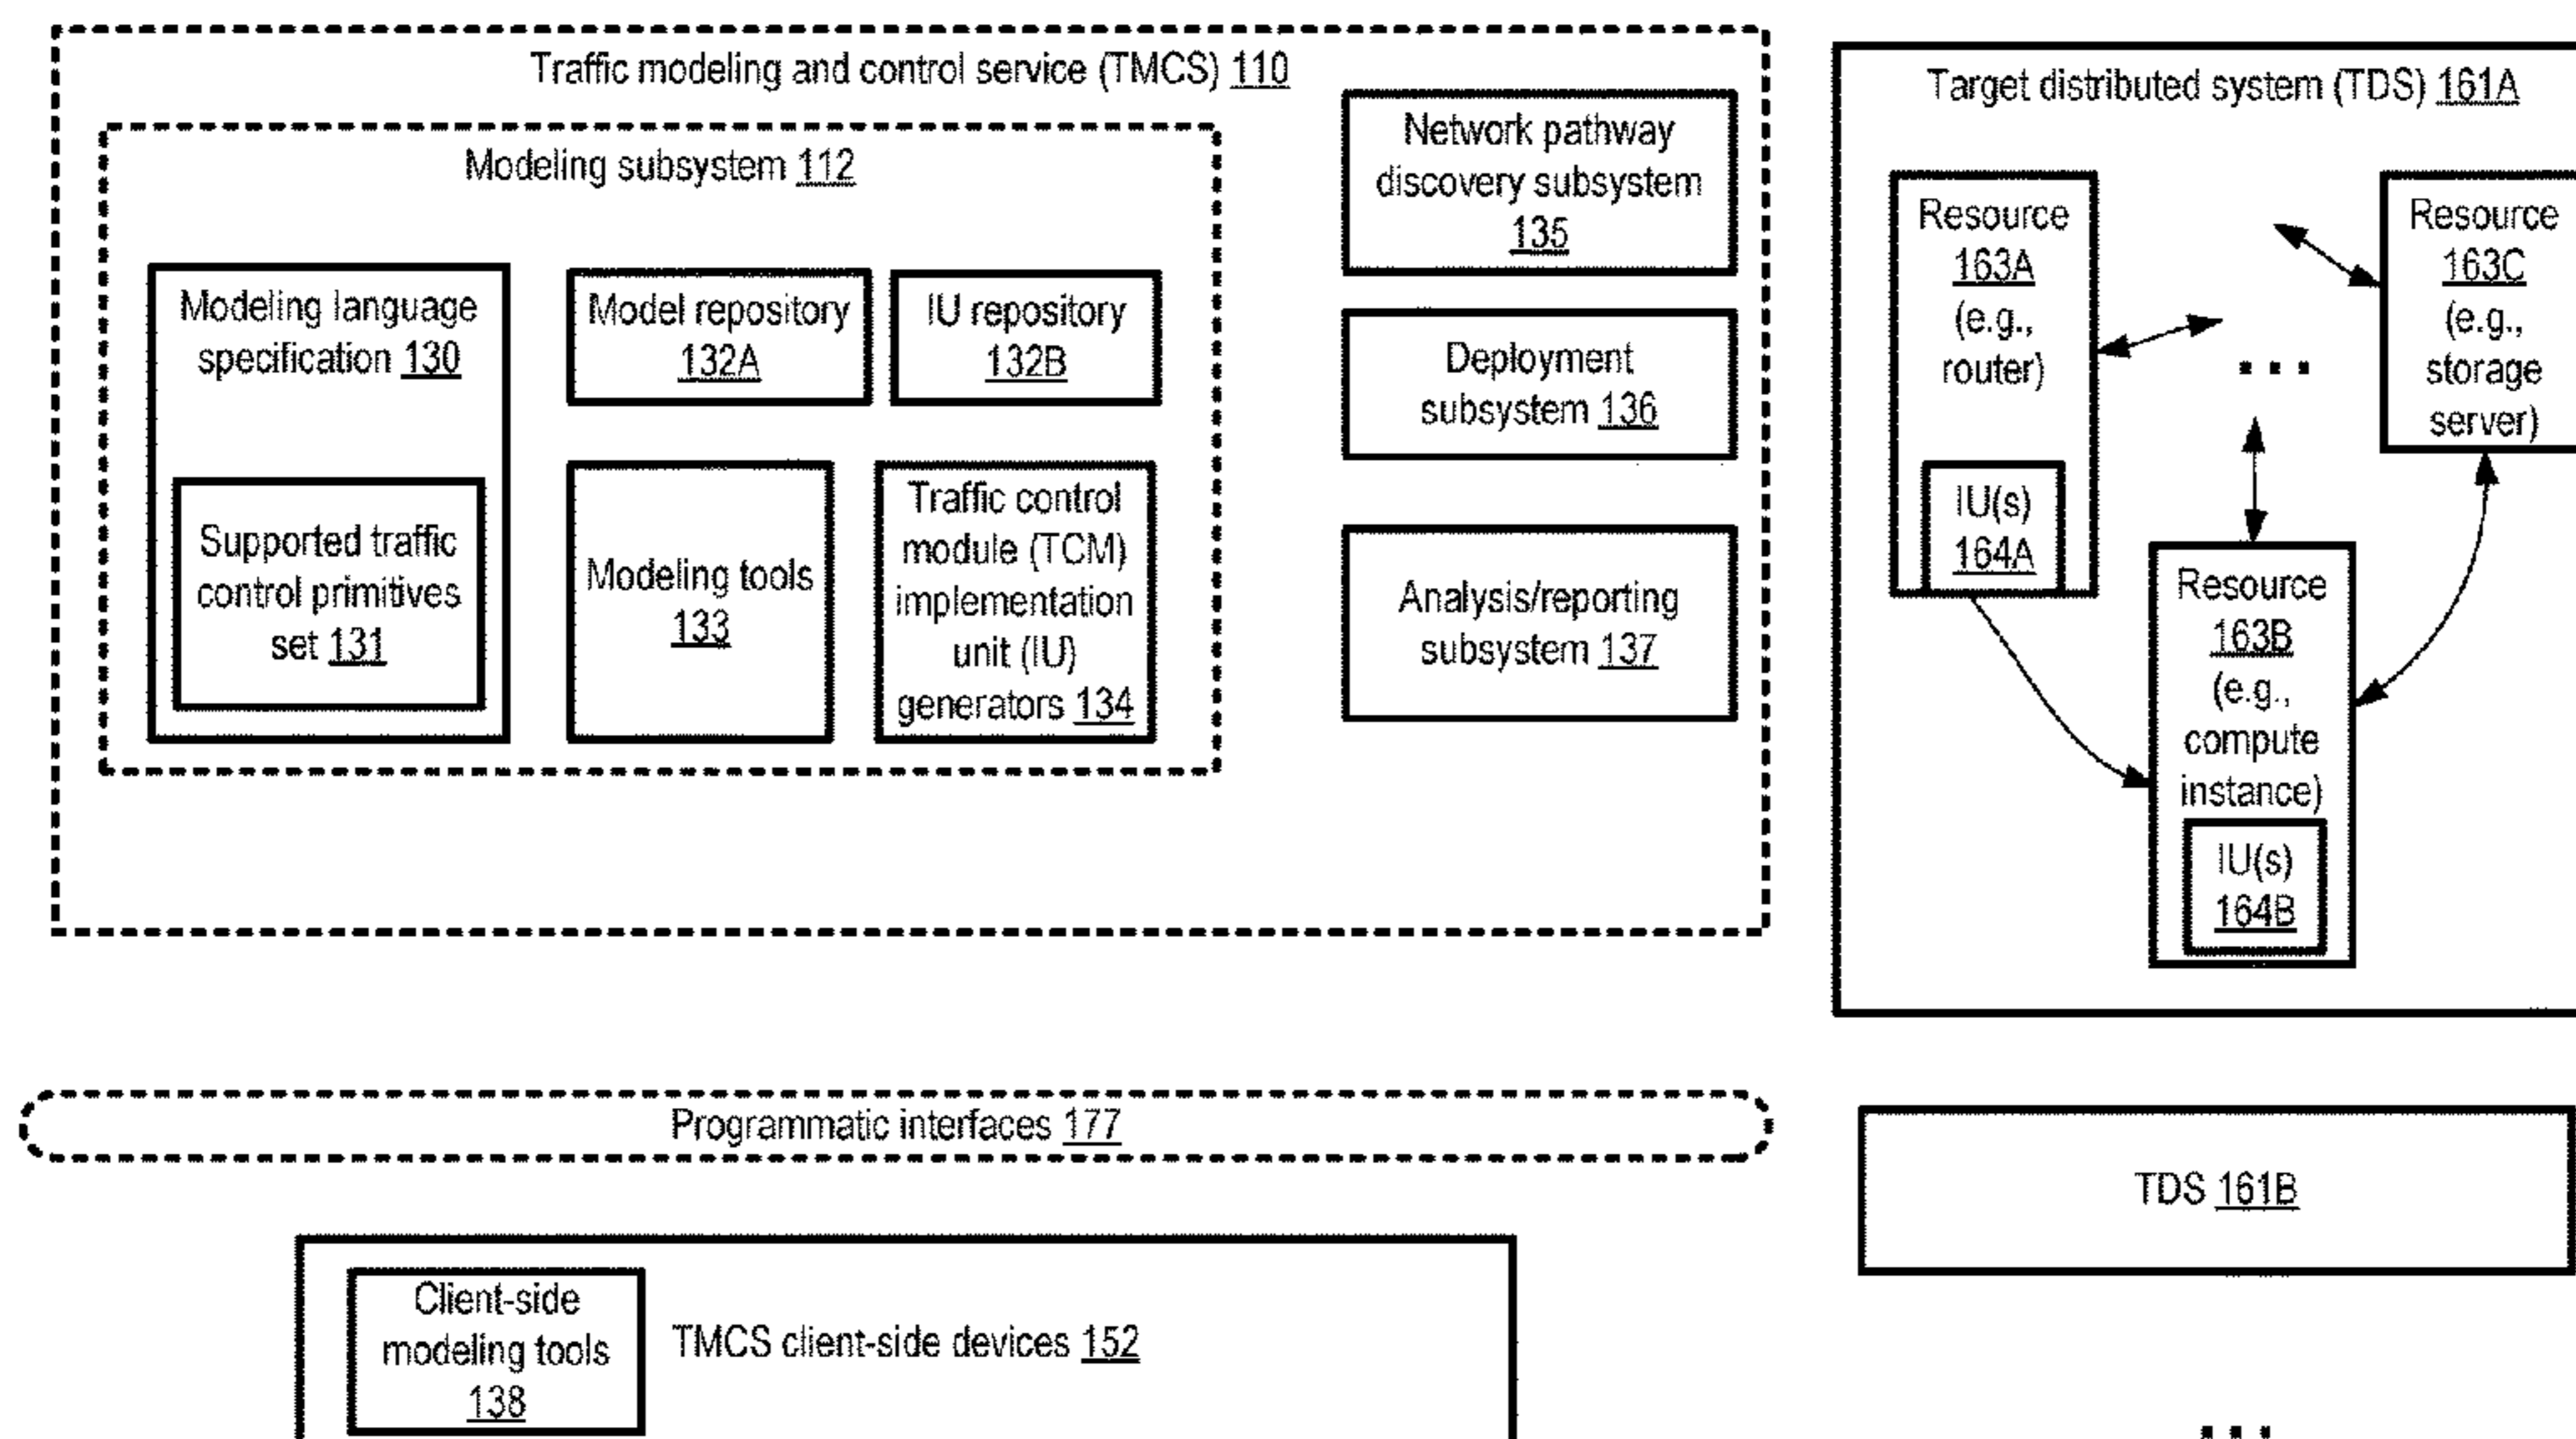 Traffic modeling and control service (TMCS) 110
Modeling subsystem 112
Modeling language
specification 130
Supported traffic
control primitives
set 131
Model repository
132A
IU repository
132B
Modeling tools
133
Traffic control
module (TCM)
implementation
unit (IU)
generators 134
Network pathway
discovery subsystem
135
Deployment
subsystem 136
Analysis/reporting
subsystem 137
Target distributed system (TDS) 161A
Resource
163A
(e.g.,
router)
IU(s)
164A
Resource
163C
(e.g.,
storage
server)
Resource
163B
(e.g.,
compute
instance)
IU(s)
164B
Programmatic interfaces 177
TDS 161B
Client-side
modeling tools
138
TMCS client-side devices 152